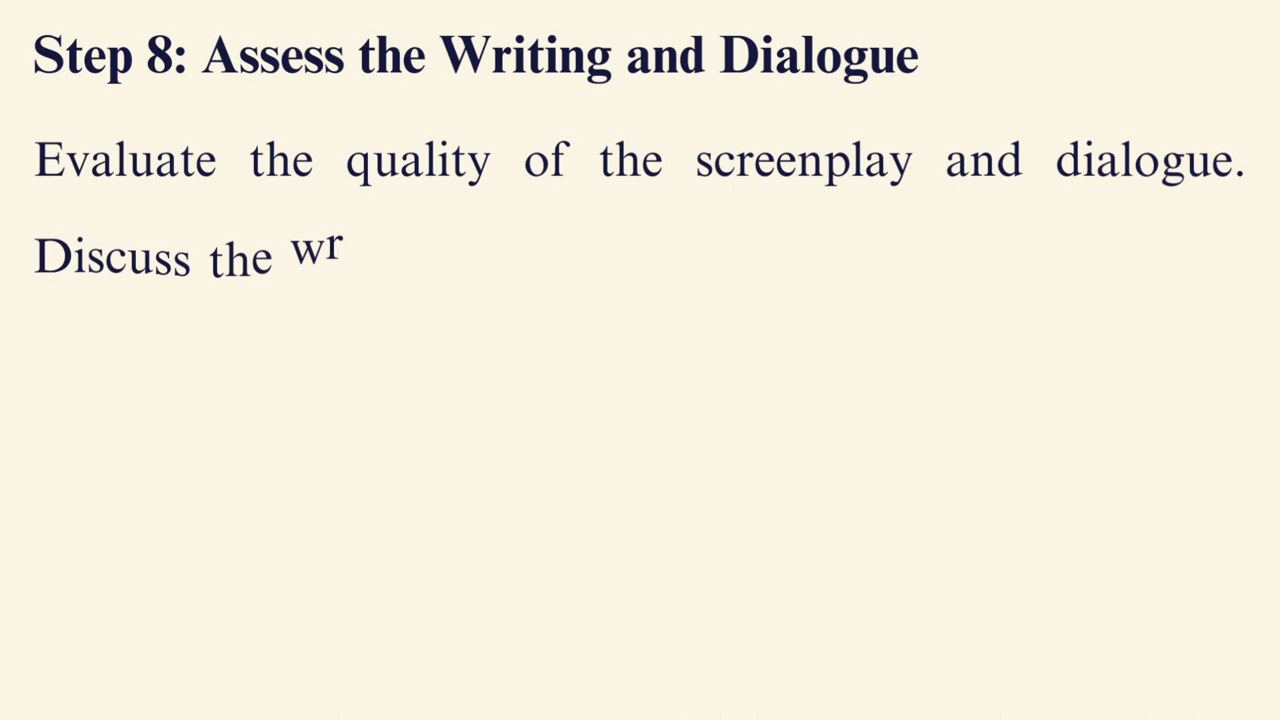 Step 8: Assess the Writing and Dialogue
Evaluate the quality of the screenplay and dialogue.
Discuss the wr